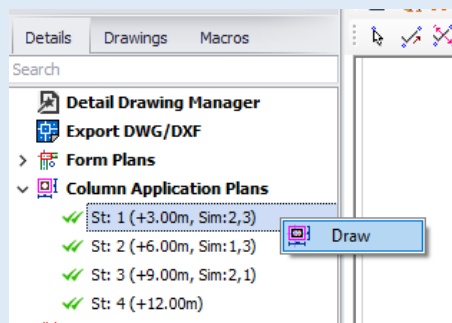 Details Drawings Macros
Search
Detail Drawing Manager
Export DWG/DXF
Form Plans
Column Application Plans
St: 1 (+3.00m, Sim:2,3)
Draw
St: 2 (+6.00m, Sim:1,3)
St: 3 (+9.00m, Sim:2,1)
St: 4 (+12.00m)